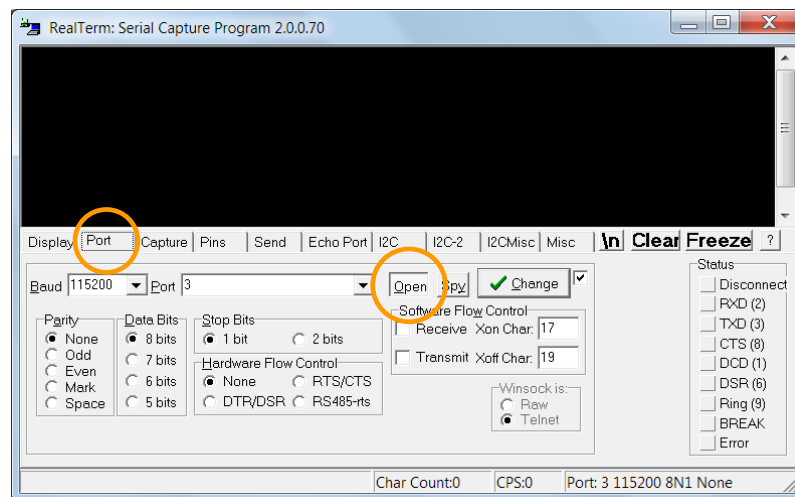 RealTerm: Serial Capture Program 2.0.0.70
Display Port Capture Pins Send Echo Port I2C I2C-2 I2CMisc Misc \n Clear Freeze ?
Baud 115200 Port 3 Open Spy Change
Parity
None
Odd
Even
Mark
Space
Data Bits
8 bits
7 bits
6 bits
5 bits
Stop Bits
1 bit 2 bits
Hardware Flow Control
None RTS/CTS
DTR/DSR RS485-rts
Software Flow Control
Receive Xon Char: 17
Transmit Xoff Char: 19
Winsock is:
Raw
Telnet
Status
Disconnect
RXD (2)
TXD (3)
CTS (8)
DCD (1)
DSR (6)
Ring (9)
BREAK
Error
Char Count:0 CPS:0 Port: 3 115200 8N1 None